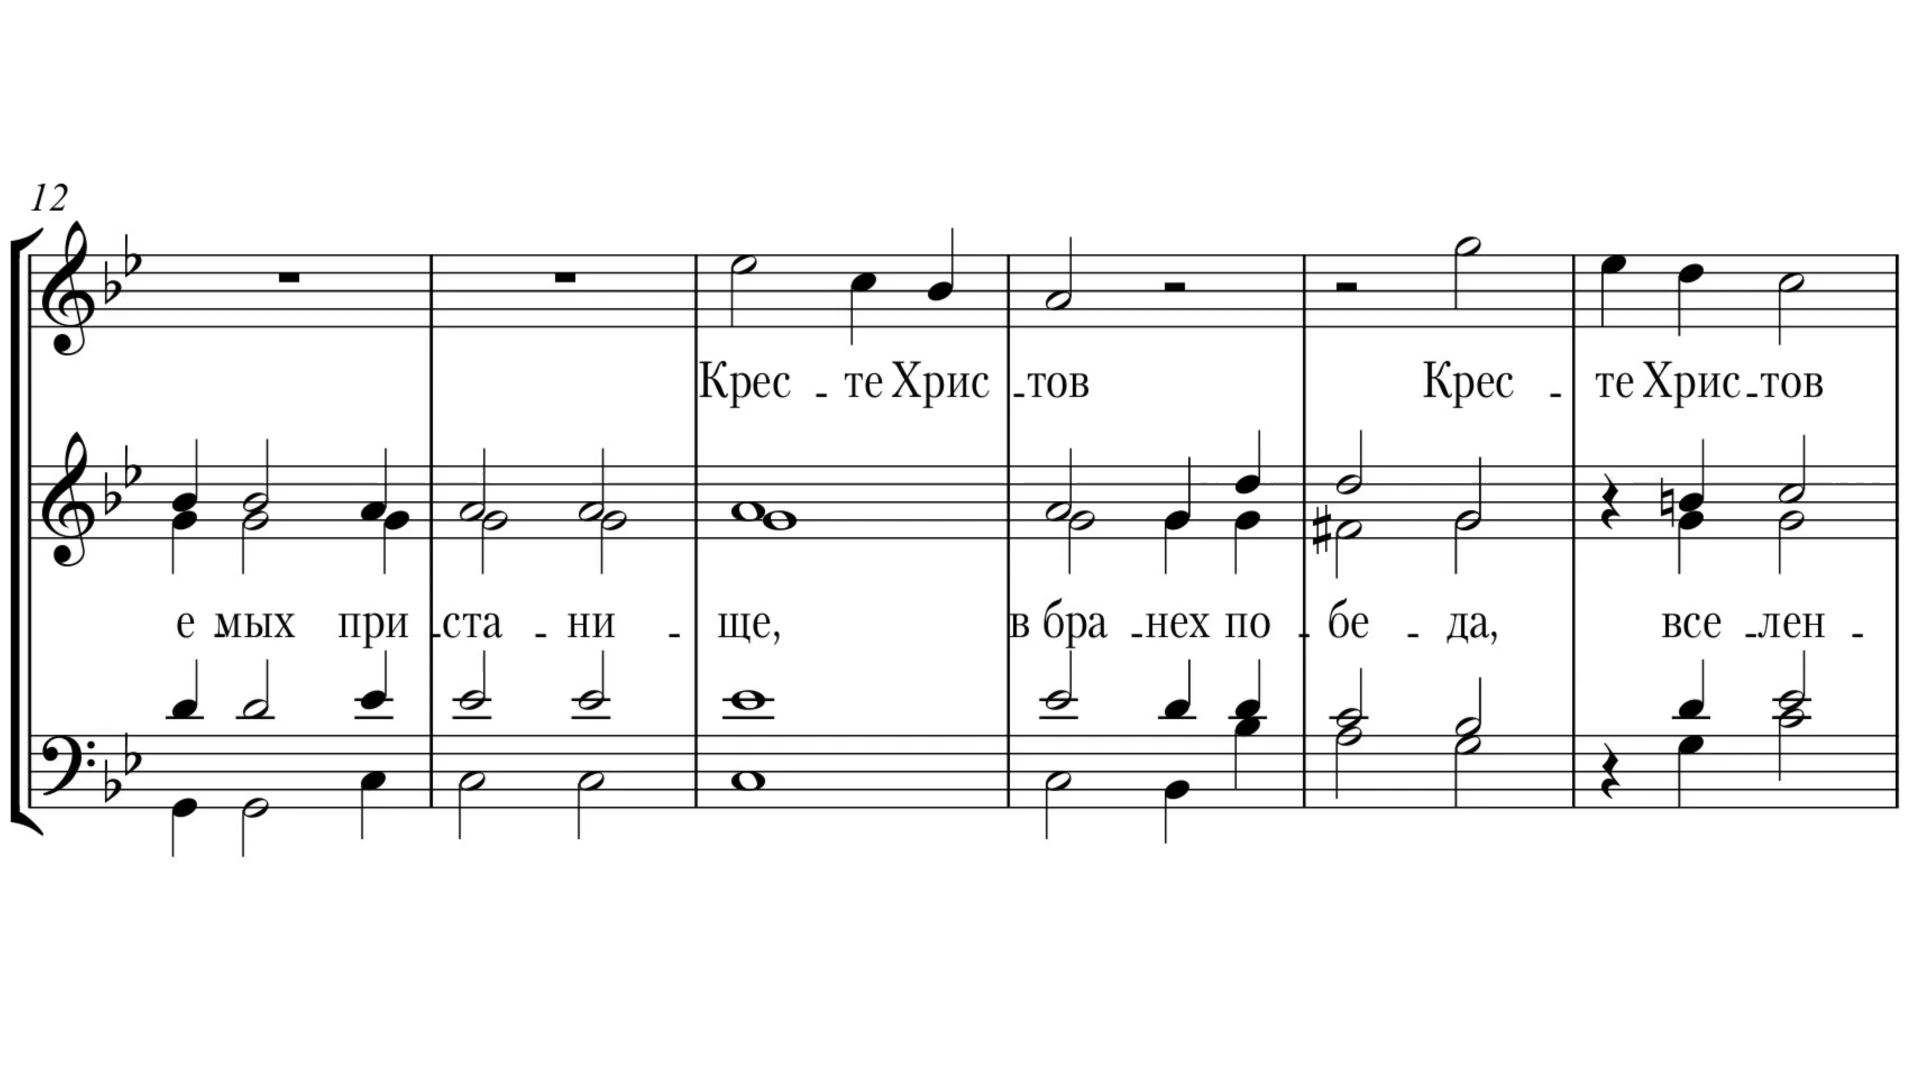 12
Крес - те Хрис - тов Крес - те Хрис - тов
е - мых при - ста - ни - ще, в бра - нех по - бе - да, все - лен -